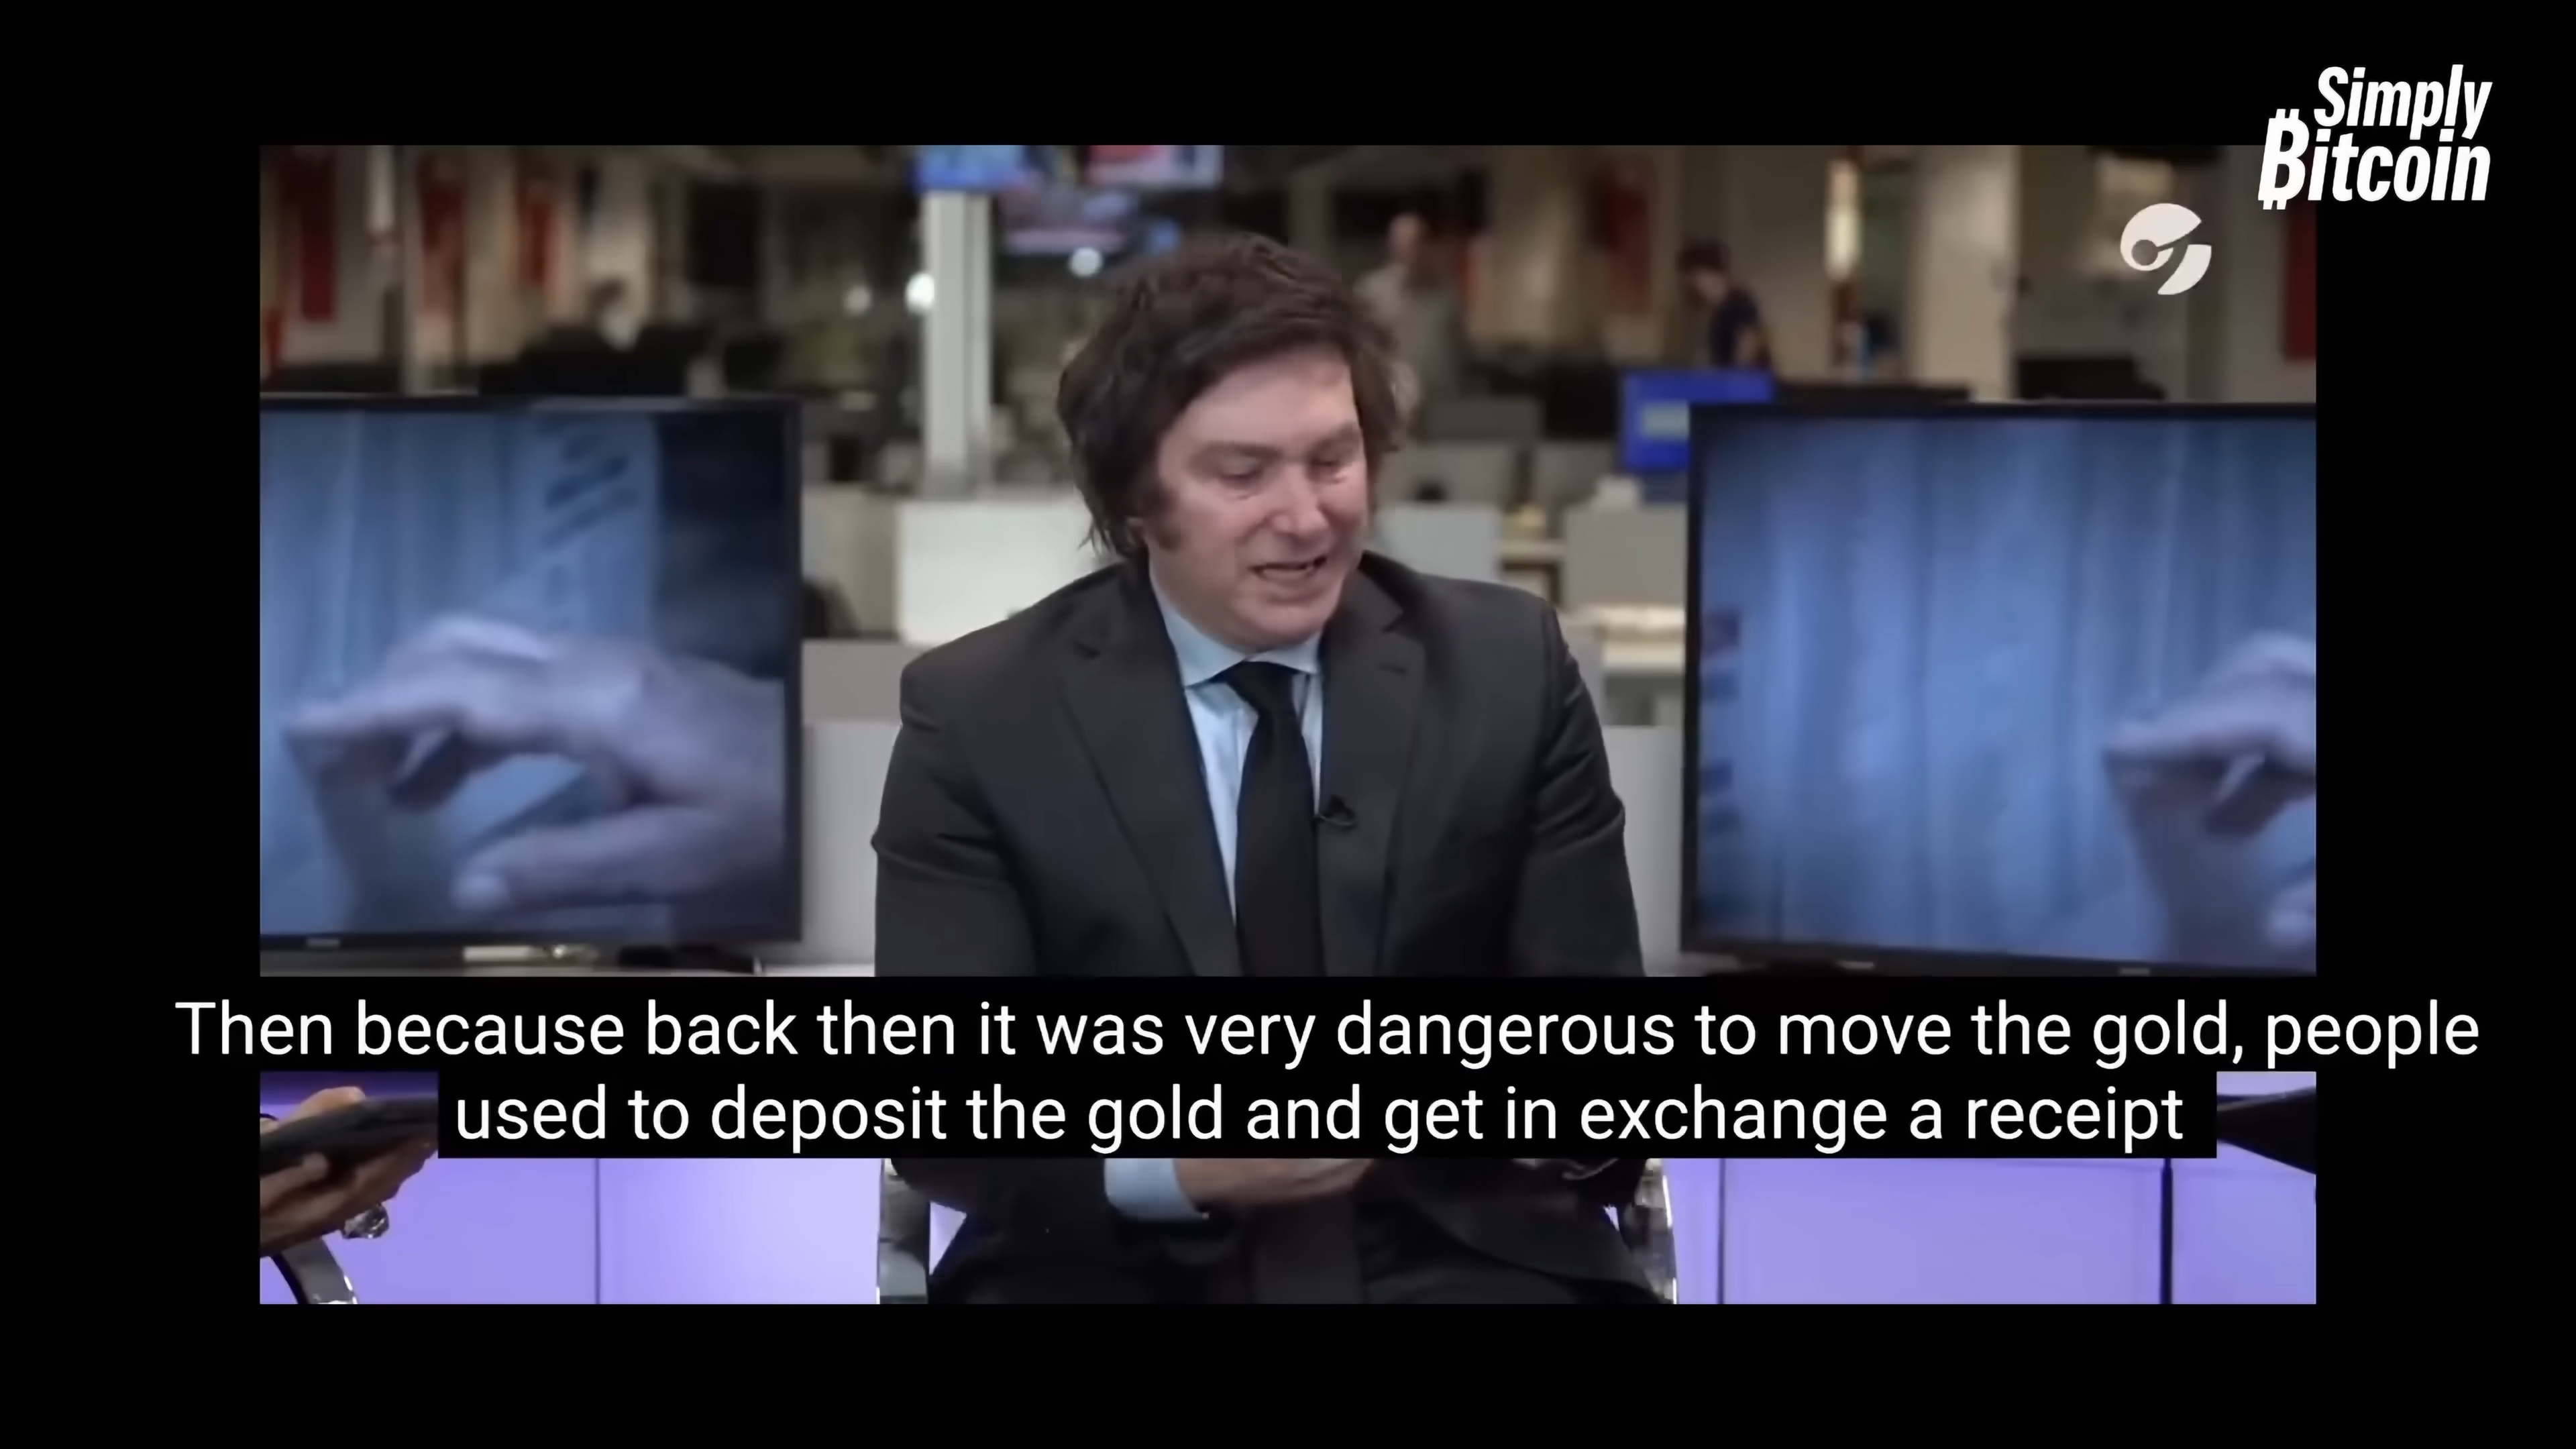 Simply
Bitcoin
Then because back then it was very dangerous to move the gold, people
used to deposit the gold and get in exchange a receipt